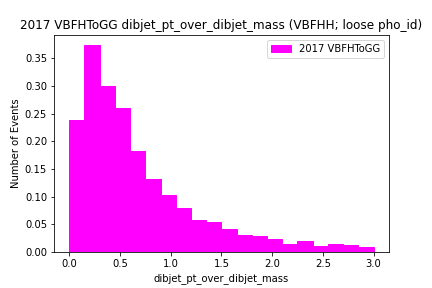 2017 VBFHToGG dibjet_pt_over_dibjet_mass (VBFHH; loose pho_id)
2017 VBFHToGG
Number of Events
0.35
0.30
0.25
0.20
0.15
0.10
0.05
0.00
0.0 0.5 1.0 1.5 2.0 2.5 3.0
dibjet_pt_over_dibjet_mass